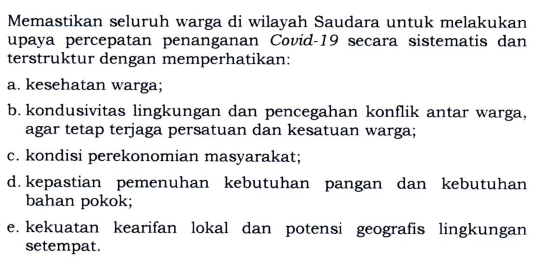 Memastikan seluruh warga di wilayah Saudara untuk melakukan
upaya percepatan penanganan Covid-19 secara sistematis dan
terstruktur dengan memperhatikan:
a. kesehatan warga;
b. kondusivitas lingkungan dan pencegahan konflik antar warga,
agar tetap terjaga persatuan dan kesatuan warga;
c. kondisi perekonomian masyarakat;
d. kepastian pemenuhan kebutuhan pangan dan kebutuhan
bahan pokok;
e. kekuatan kearifan lokal dan potensi geografis lingkungan
setempat.